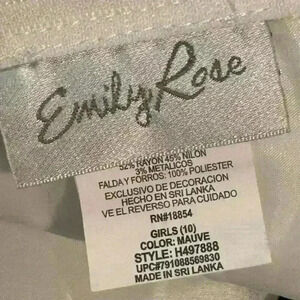 Emily Rose
52% RAYON 45% NILON
3% METALICOS
FALDA Y FORROS: 100% POLIESTER
EXCLUSIVO DE DECORACION
HECHO EN SRI LANKA
VE EL REVERSO PARA CUIDADO
RN#18854
GIRLS (10)
COLOR: MAUVE
STYLE: H497888
UPC#791088569830
MADE IN SRI LANKA